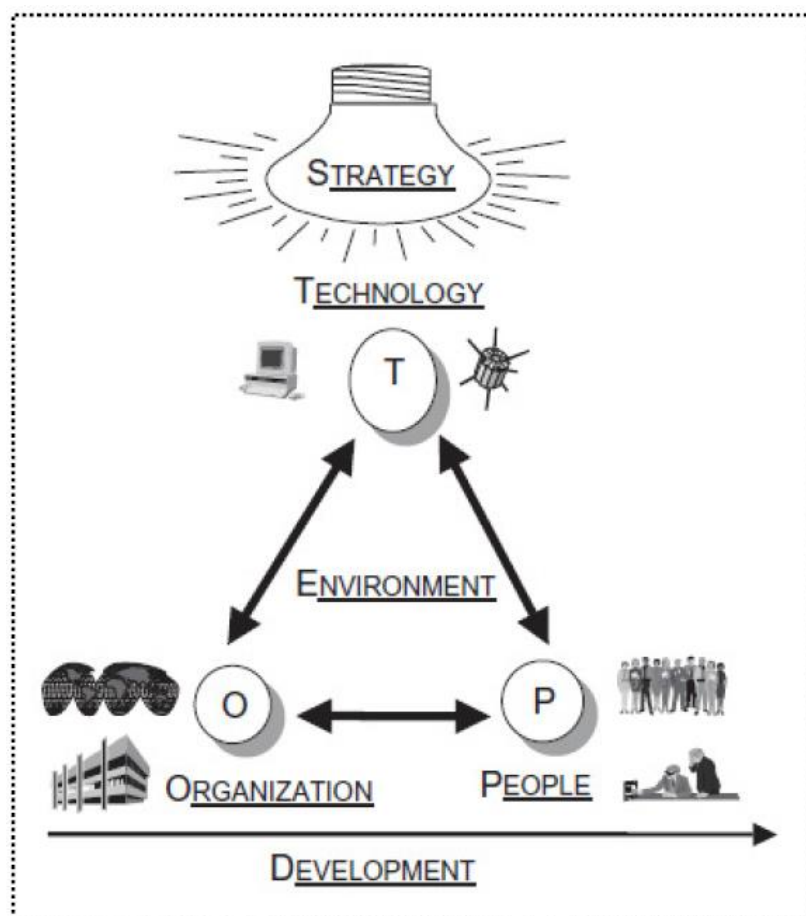 STRATEGY
TECHNOLOGY
T
ENVIRONMENT
O
P
ORGANIZATION
PEOPLE
DEVELOPMENT